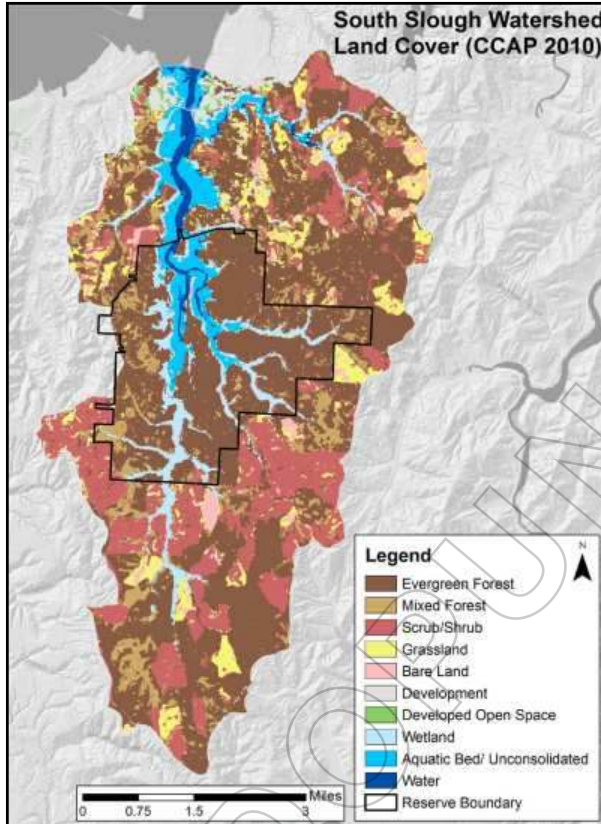 South Slough Watershed
Land Cover (CCAP 2010)
Legend
N
Evergreen Forest
Mixed Forest
Scrub/Shrub
Grassland
Bare Land
Development
Developed Open Space
Wetland
Aquatic Bed/ Unconsolidated
Water
Reserve Boundary
Miles
0 0.75 1.5 3